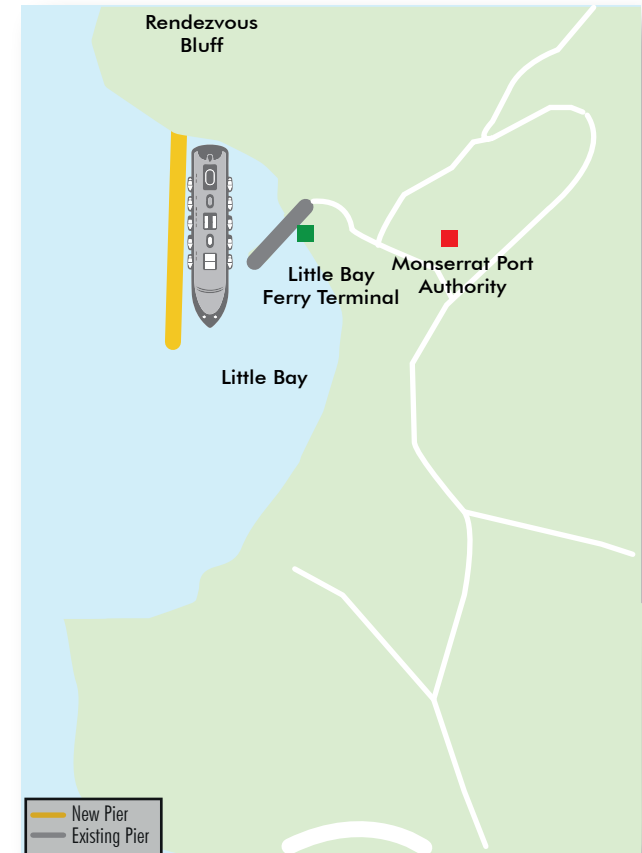 Rendezvous
Bluff
Little Bay
Ferry Terminal
Monserrat Port
Authority
Little Bay
New Pier
Existing Pier